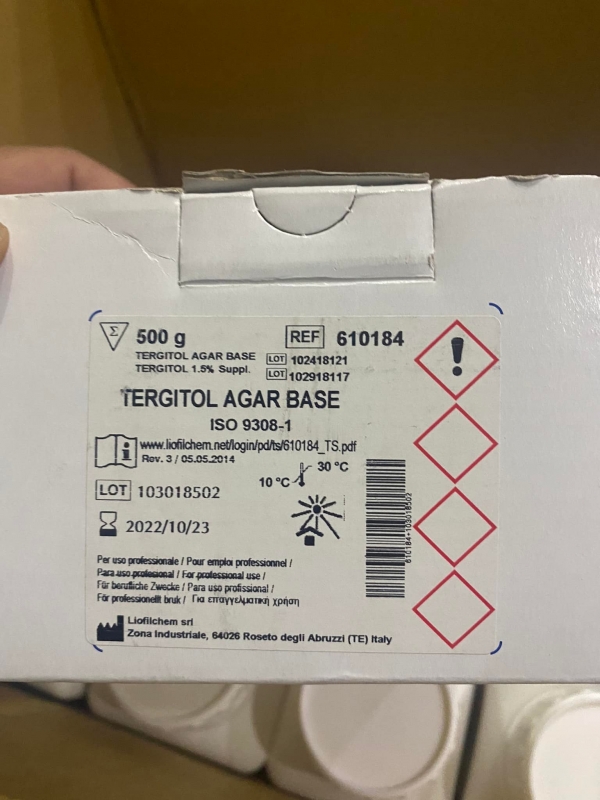 Σ 500 g REF 610184
TERGITOL AGAR BASE LOT 102418121
TERGITOL 1.5% Suppl. LOT 102918117
TERGITOL AGAR BASE
ISO 9308-1
i www.liofilchem.net/login/pd/ts/610184_TS.pdf
Rev. 3 / 05.05.2014
10 °C 30 °C
LOT 103018502
2022/10/23
610184+103018502
Per uso professionale / Pour emploi professionnel /
Para uso profesional / For professional use /
Für berufliche Zwecke / Para uso profissional /
För professionellt bruk / Για επαγγελματική χρήση
Liofilchem srl
Zona Industriale, 64026 Roseto degli Abruzzi (TE) Italy